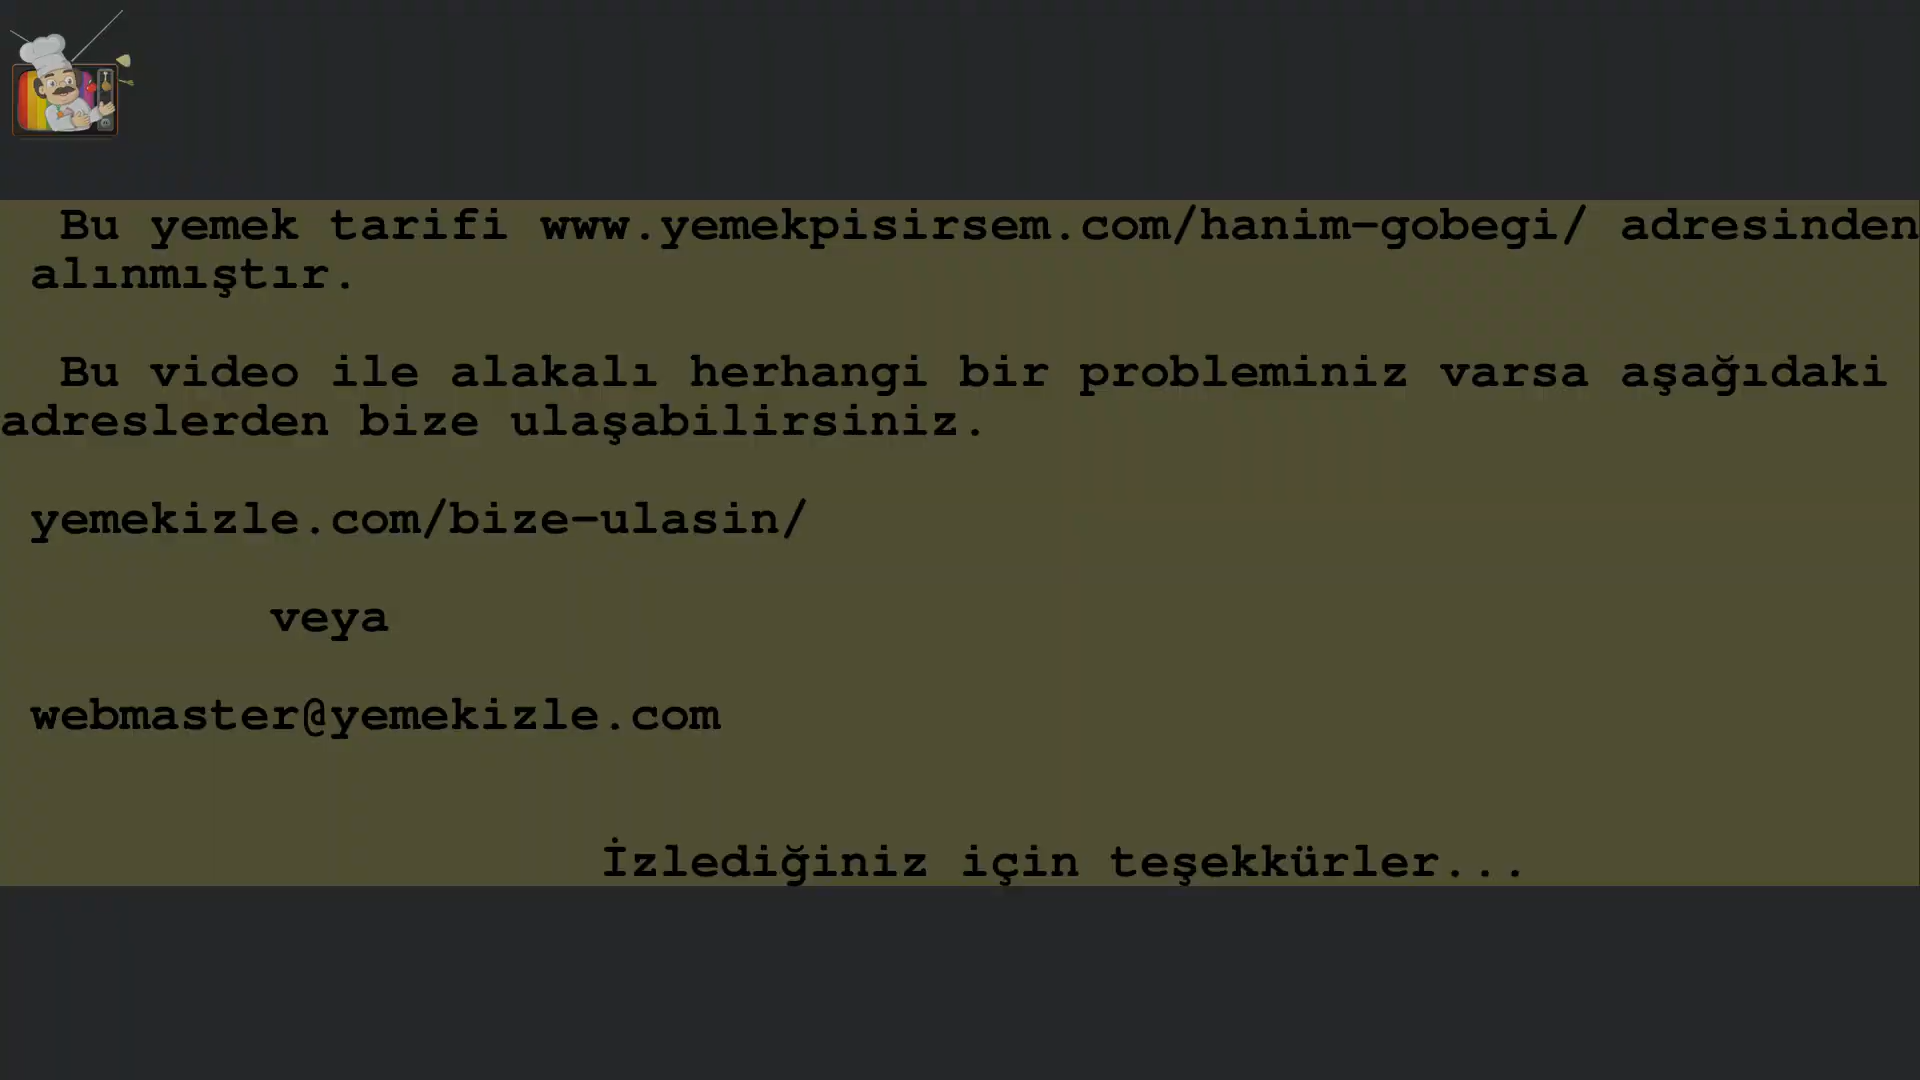 Bu yemek tarifi www.yemekpisirsem.com/hanim-gobegi/ adresinden
alınmıştır.
Bu video ile alakalı herhangi bir probleminiz varsa aşağıdaki
adreslerden bize ulaşabilirsiniz.
yemekizle.com/bize-ulasin/
veya
webmaster@yemekizle.com
İzlediğiniz için teşekkürler...